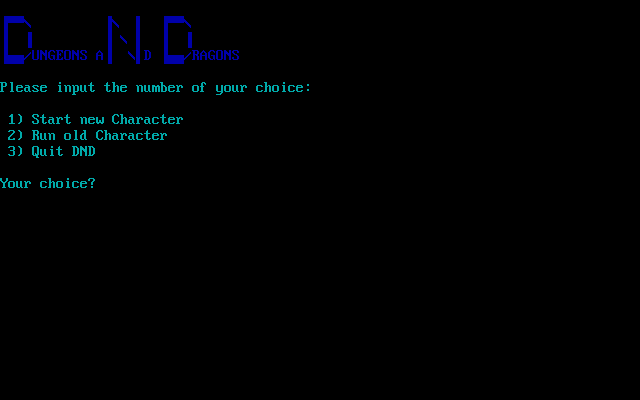 DUNGEONS AND DRAGONS
Please input the number of your choice:
1) Start new Character
2) Run old Character
3) Quit DND
Your choice?